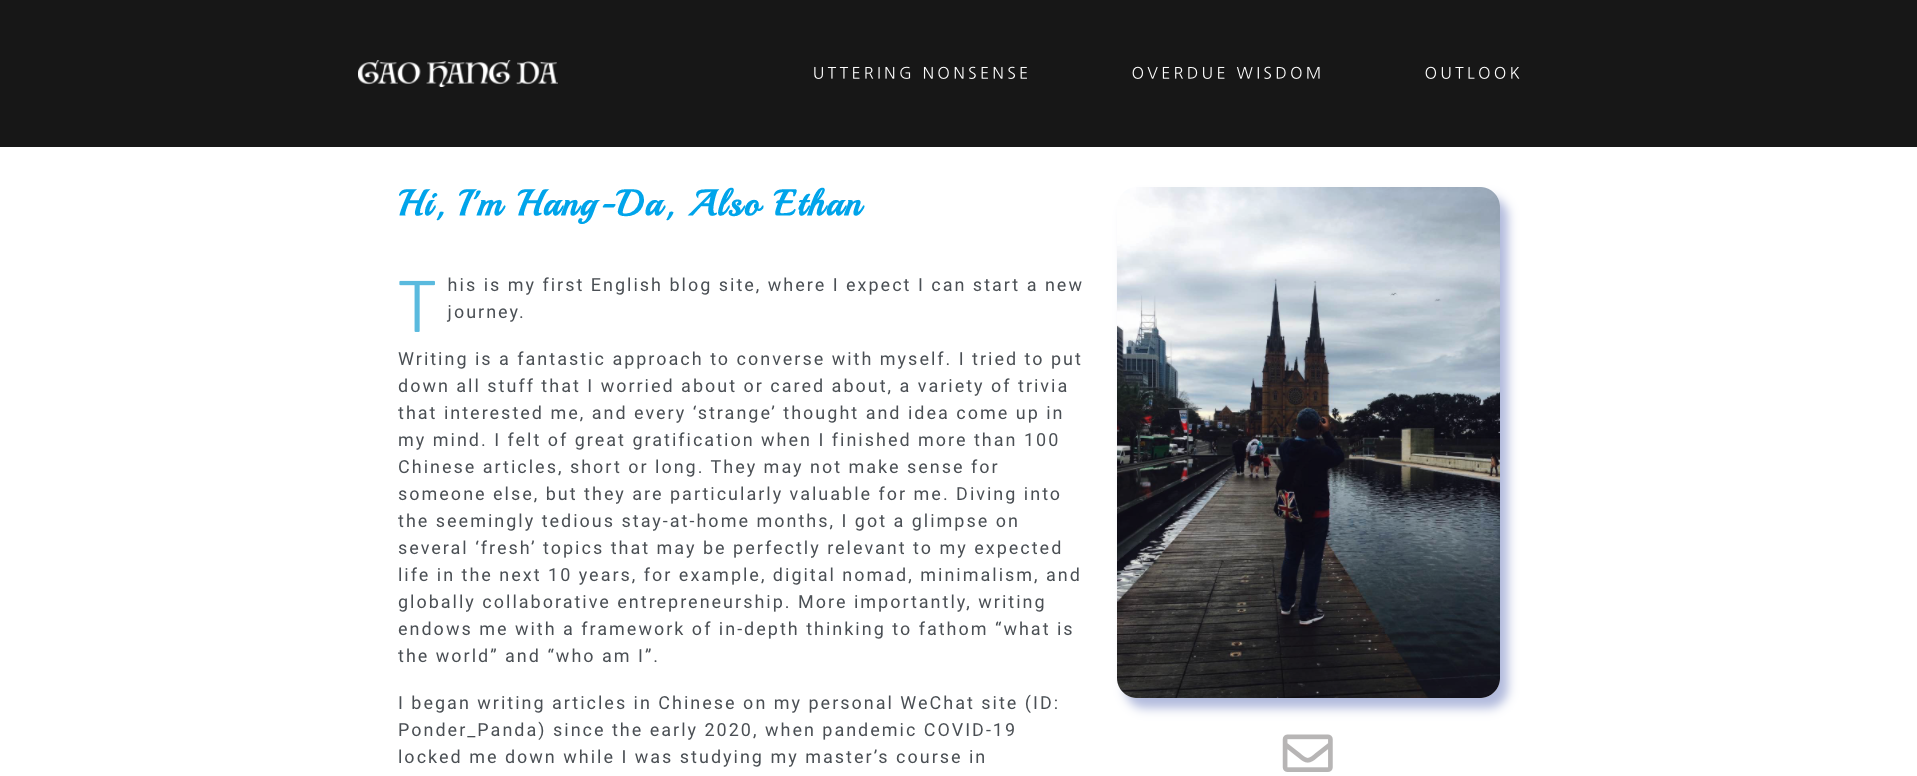 GAO HANG DA
UTTERING NONSENSE
OVERDUE WISDOM
OUTLOOK
Hi, I'm Hang-Da, Also Ethan
This is my first English blog site, where I expect I can start a new
journey.
Writing is a fantastic approach to converse with myself. I tried to put
down all stuff that I worried about or cared about, a variety of trivia
that interested me, and every ‘strange’ thought and idea come up in
my mind. I felt of great gratification when I finished more than 100
Chinese articles, short or long. They may not make sense for
someone else, but they are particularly valuable for me. Diving into
the seemingly tedious stay-at-home months, I got a glimpse on
several ‘fresh’ topics that may be perfectly relevant to my expected
life in the next 10 years, for example, digital nomad, minimalism, and
globally collaborative entrepreneurship. More importantly, writing
endows me with a framework of in-depth thinking to fathom “what is
the world” and “who am I”.
I began writing articles in Chinese on my personal WeChat site (ID:
Ponder_Panda) since the early 2020, when pandemic COVID-19
locked me down while I was studying my master’s course in